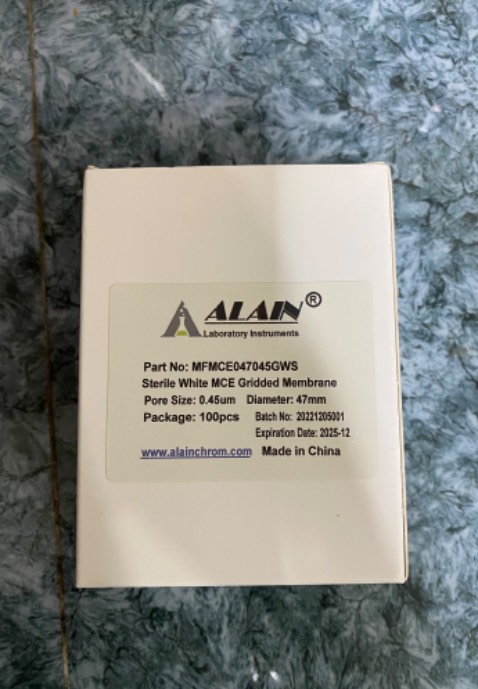 ALAIN®
Laboratory Instruments
Part No: MFMCE047045GWS
Sterile White MCE Gridded Membrane
Pore Size: 0.45um Diameter: 47mm
Package: 100pcs Batch No: 20221205001
Expiration Date: 2025-12
www.alainchrom.com Made in China